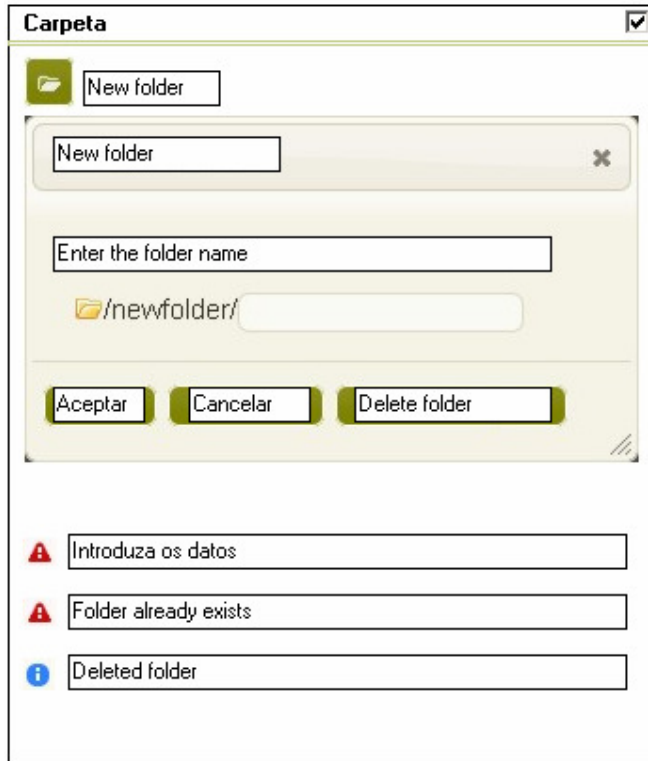 Carpeta
New folder
New folder
Enter the folder name
/newfolder/
Aceptar Cancelar Delete folder
Introduza os datos
Folder already exists
Deleted folder